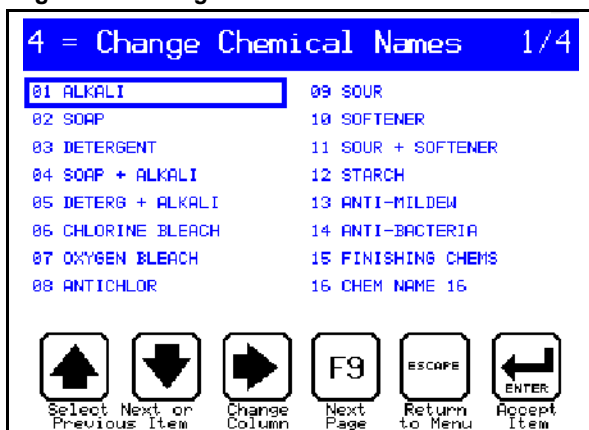 4 = Change Chemical Names 1/4
01 ALKALI
02 SOAP
03 DETERGENT
04 SOAP + ALKALI
05 DETERG + ALKALI
06 CHLORINE BLEACH
07 OXYGEN BLEACH
08 ANTICHLOR
09 SOUR
10 SOFTENER
11 SOUR + SOFTENER
12 STARCH
13 ANTI-MILDEW
14 ANTI-BACTERIA
15 FINISHING CHEMS
16 CHEM NAME 16
F9
ESCAPE
ENTER
Select Next or Previous Item
Change Column
Next Page
Return to Menu
Accept Item